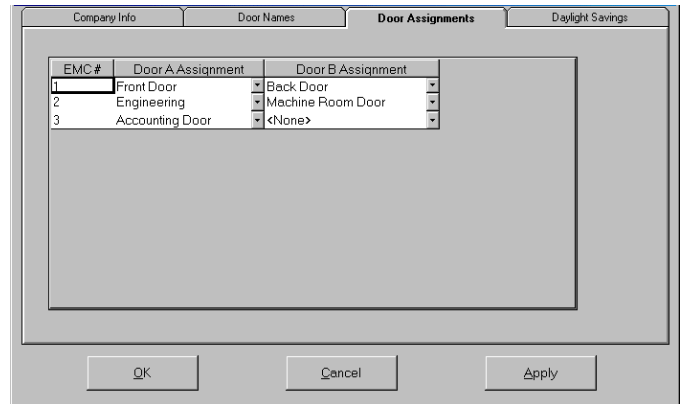 Company Info Door Names Door Assignments Daylight Savings
EMC # Door A Assignment Door B Assignment
1 Front Door Back Door
2 Engineering Machine Room Door
3 Accounting Door <None>
OK Cancel Apply